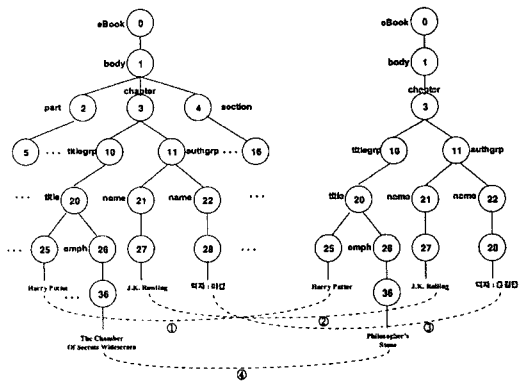 eBook 0 eBook 0
body 1 body 1
chapter chapter
part 2 3 4 section 3
5 ... titlegrp 10 11 authgrp ... 16 titlegrp 10 11 authgrp
... title 20 name 21 name 22 ... title 20 name 21 name 22
... 25 emph 26 27 28 ... 25 emph 26 27 28
Harry Potter ... 36 J.K. Rowling Harry Potter 36 J.K. Rolling
① ② ③
The Chamber Philosopher's
Of Secrets Widescreen Stone
④